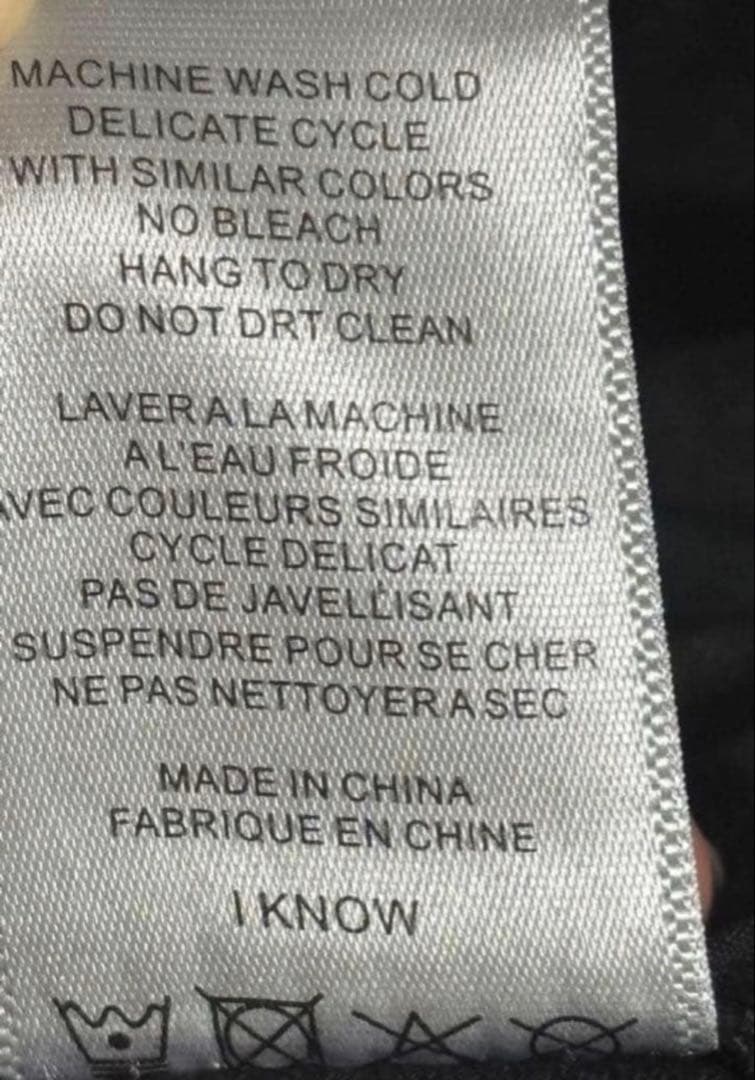 MACHINE WASH COLD
DELICATE CYCLE
WITH SIMILAR COLORS
NO BLEACH
HANG TO DRY
DO NOT DRT CLEAN
LAVER A LA MACHINE
A L'EAU FROIDE
AVEC COULEURS SIMILAIRES
CYCLE DELICAT
PAS DE JAVELLISANT
SUSPENDRE POUR SE CHER
NE PAS NETTOYER A SEC
MADE IN CHINA
FABRIQUE EN CHINE
I KNOW